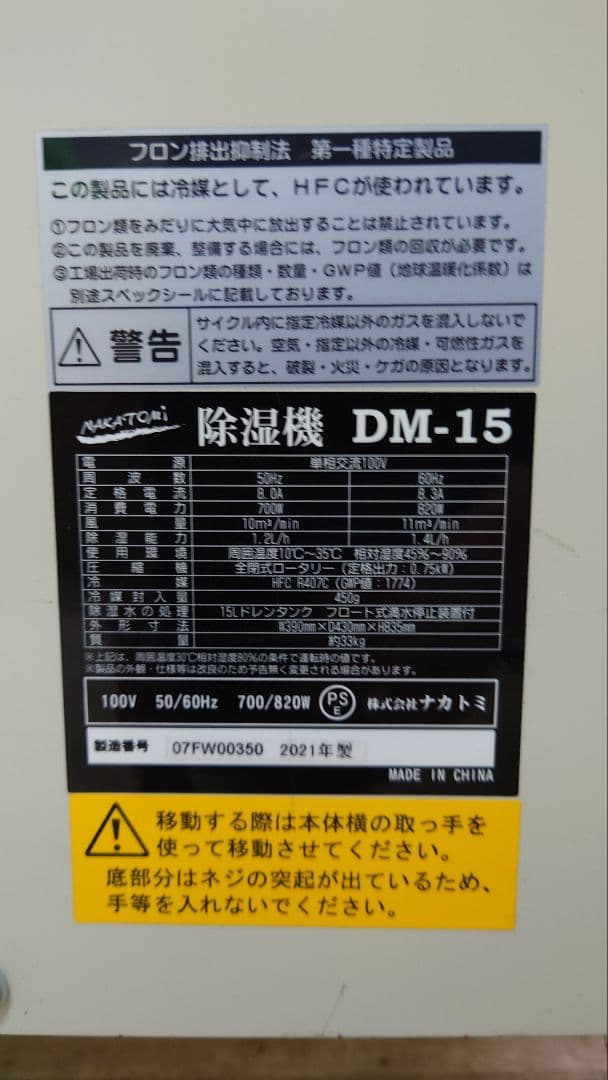 フロン排出抑制法 第一種特定製品
この製品には冷媒として、HFCが使われています。
①フロン類をみだりに大気中に放出することは禁止されています。
②この製品を廃棄、整備する場合には、フロン類の回収が必要です。
③工場出荷時のフロン類の種類・数量・GWP値（地球温暖化係数）は
別途スペックシールに記載しております。
警告
サイクル内に指定冷媒以外のガスを混入しないで
ください。空気・指定以外の冷媒・可燃性ガスを
混入すると、破裂・火災・ケガの原因となります。
NAKATOMI 除湿機 DM-15
電源 単相交流100V
周波数 50Hz 60Hz
定格電流 8.0A 8.3A
消費電力 700W 820W
風量 10m³/min 11m³/min
除湿能力 1.2L/h 1.4L/h
使用環境 周囲温度10℃～35℃ 相対湿度45%～90%
圧縮機 全閉式ロータリー（定格出力：0.75kW）
冷媒 HFC R407C（GWP値：1774）
冷媒封入量 450g
除湿水の処理 15Lドレンタンク フロート式満水停止装置付
外形寸法 W390mm×D430mm×H835mm
質量 約33kg
※上記は、周囲温度30℃相対湿度80%の条件で運転時の値です。
※製品の外観・仕様等は改良のため予告無く変更される場合があります。
100V 50/60Hz 700/820W PSE 株式会社ナカトミ
製造番号 07FW00350 2021年製
MADE IN CHINA
移動する際は本体横の取っ手を
使って移動させてください。
底部分はネジの突起が出ているため、
手等を入れないでください。